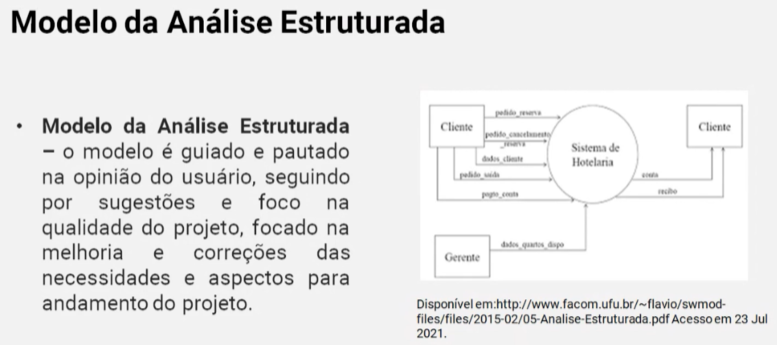 Modelo da Análise Estruturada
• Modelo da Análise Estruturada
– o modelo é guiado e pautado
na opinião do usuário, seguindo
por sugestões e foco na
qualidade do projeto, focado na
melhoria e correções das
necessidades e aspectos para
andamento do projeto.
pedido_reserva
Cliente
pedido_cancelamento
_reserva
dados_cliente
pedido_saida
pagto_conta
Sistema de
Hotelaria
Cliente
conta
recibo
dados_quartos_dispo
Gerente
Disponível em:http://www.facom.ufu.br/~flavio/swmod-
files/files/2015-02/05-Analise-Estruturada.pdf Acesso em 23 Jul
2021.